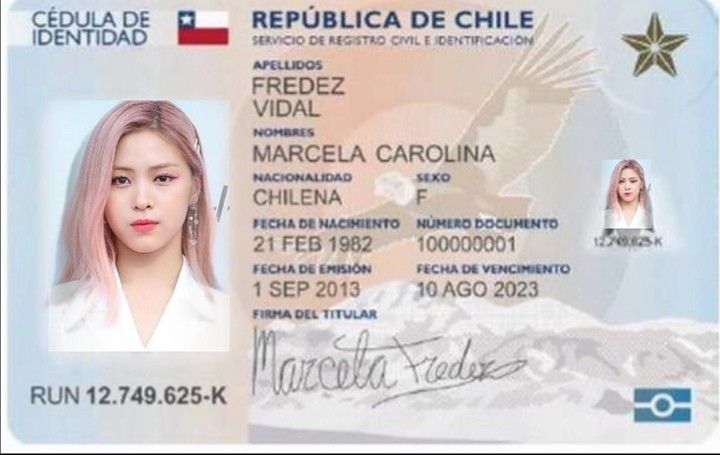 CÉDULA DE
IDENTIDAD
REPÚBLICA DE CHILE
SERVICIO DE REGISTRO CIVIL E IDENTIFICACIÓN
APELLIDOS
FREDEZ
VIDAL
NOMBRES
MARCELA CAROLINA
NACIONALIDAD SEXO
CHILENA F
FECHA DE NACIMIENTO NÚMERO DOCUMENTO
21 FEB 1982 100000001
12.749.625-K
FECHA DE EMISIÓN FECHA DE VENCIMIENTO
1 SEP 2013 10 AGO 2023
FIRMA DEL TITULAR
Marcela Fredez
RUN 12.749.625-K